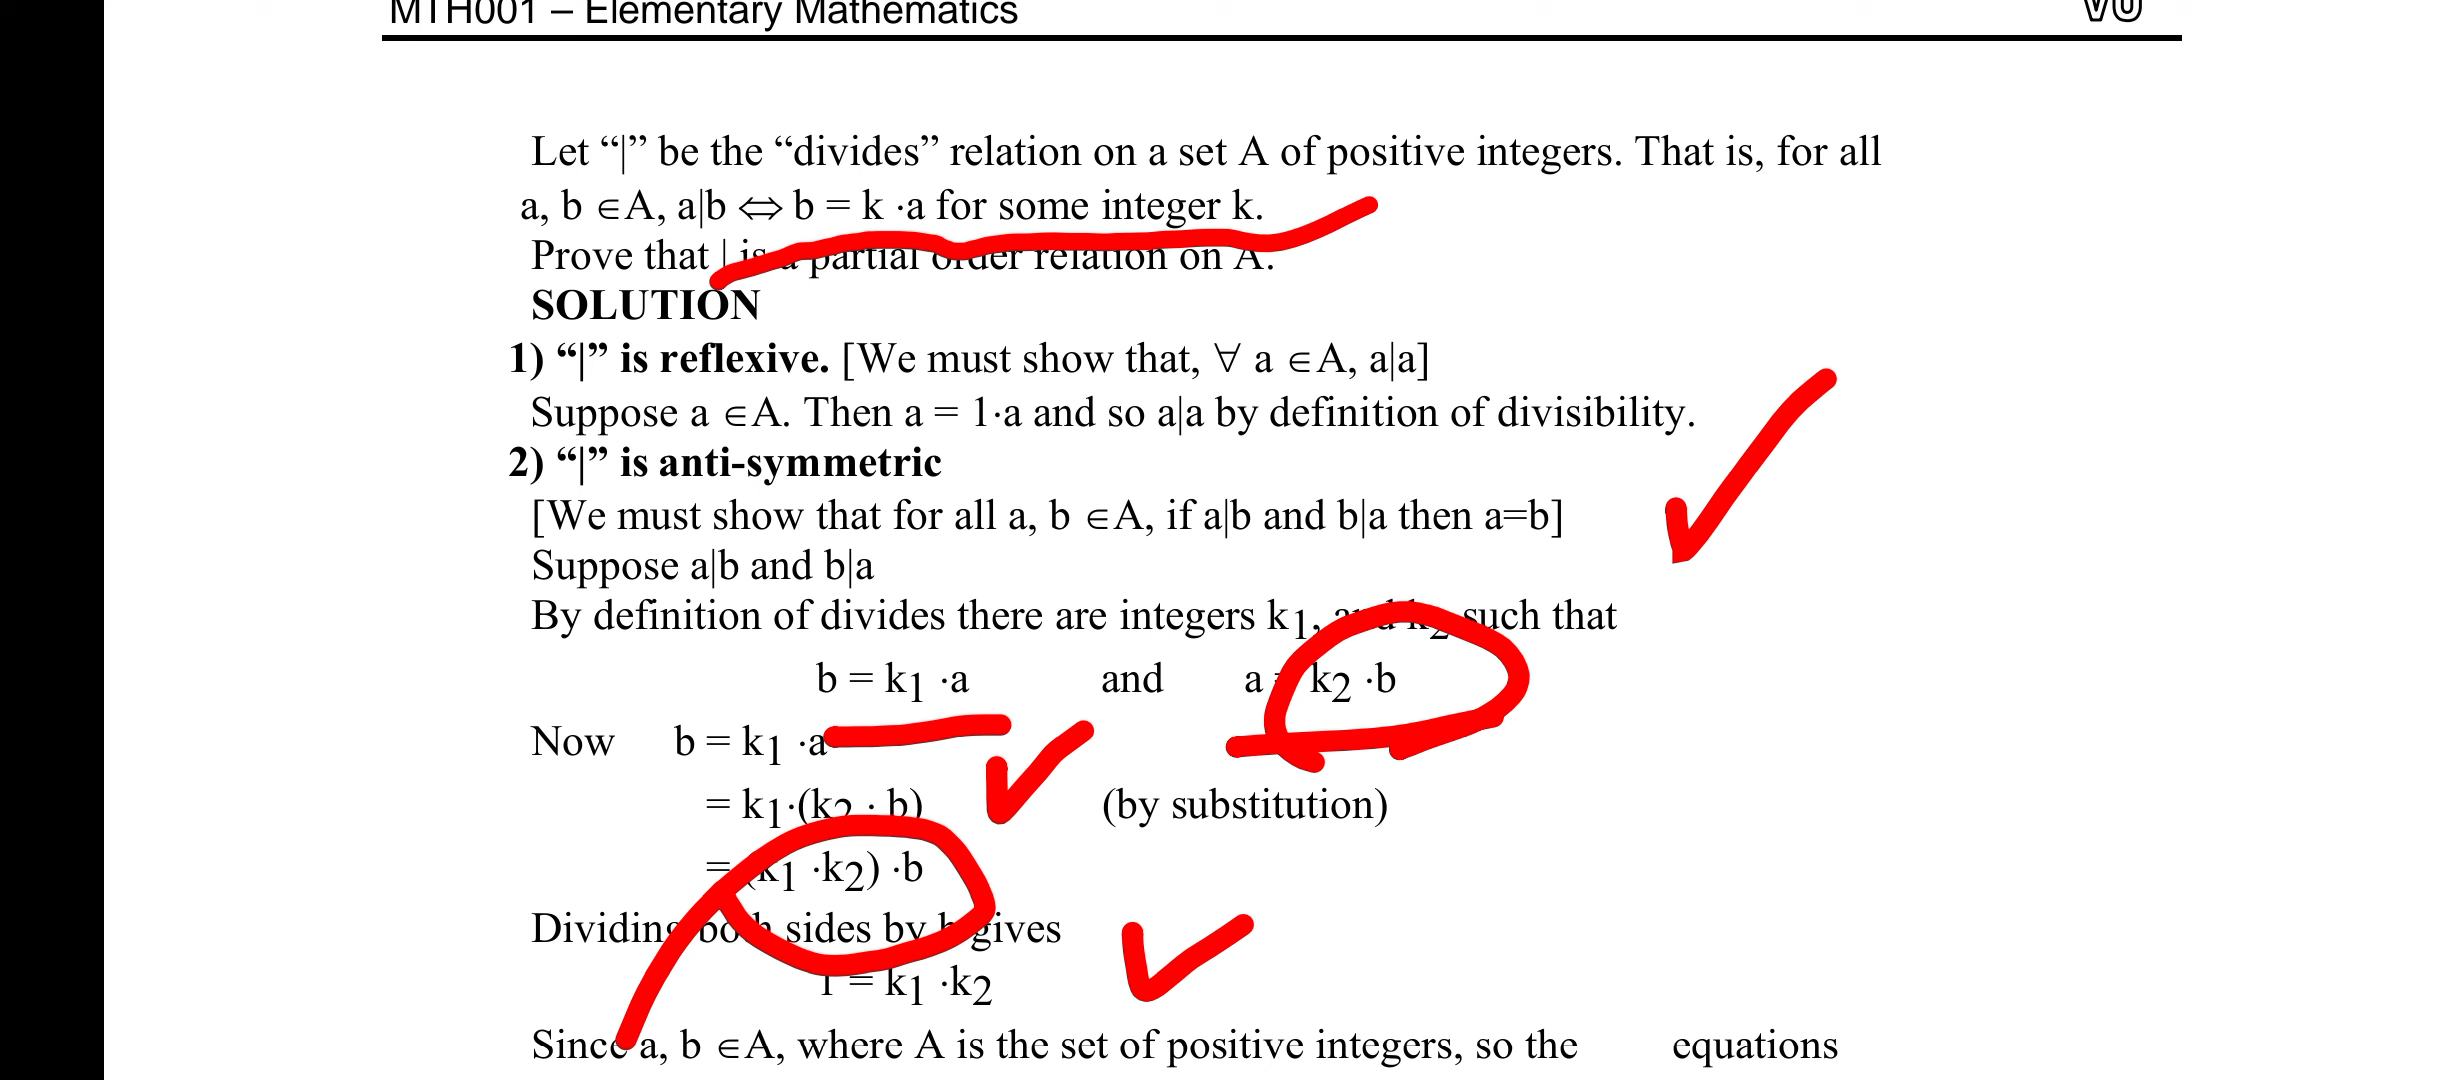 MTH001 – Elementary Mathematics VU
Let “|” be the “divides” relation on a set A of positive integers. That is, for all
a, b ∈A, a|b ⇔ b = k ·a for some integer k.
Prove that | is a partial order relation on A.
SOLUTION
1) “|” is reflexive. [We must show that, ∀ a ∈A, a|a]
Suppose a ∈A. Then a = 1·a and so a|a by definition of divisibility.
2) “|” is anti-symmetric
[We must show that for all a, b ∈A, if a|b and b|a then a=b]
Suppose a|b and b|a
By definition of divides there are integers k1, and k2 such that
b = k1 ·a and a = k2 ·b
Now b = k1 ·a
= k1·(k2 · b) (by substitution)
= (k1 ·k2) ·b
Dividing both sides by b gives
1 = k1 ·k2
Since a, b ∈A, where A is the set of positive integers, so the equations